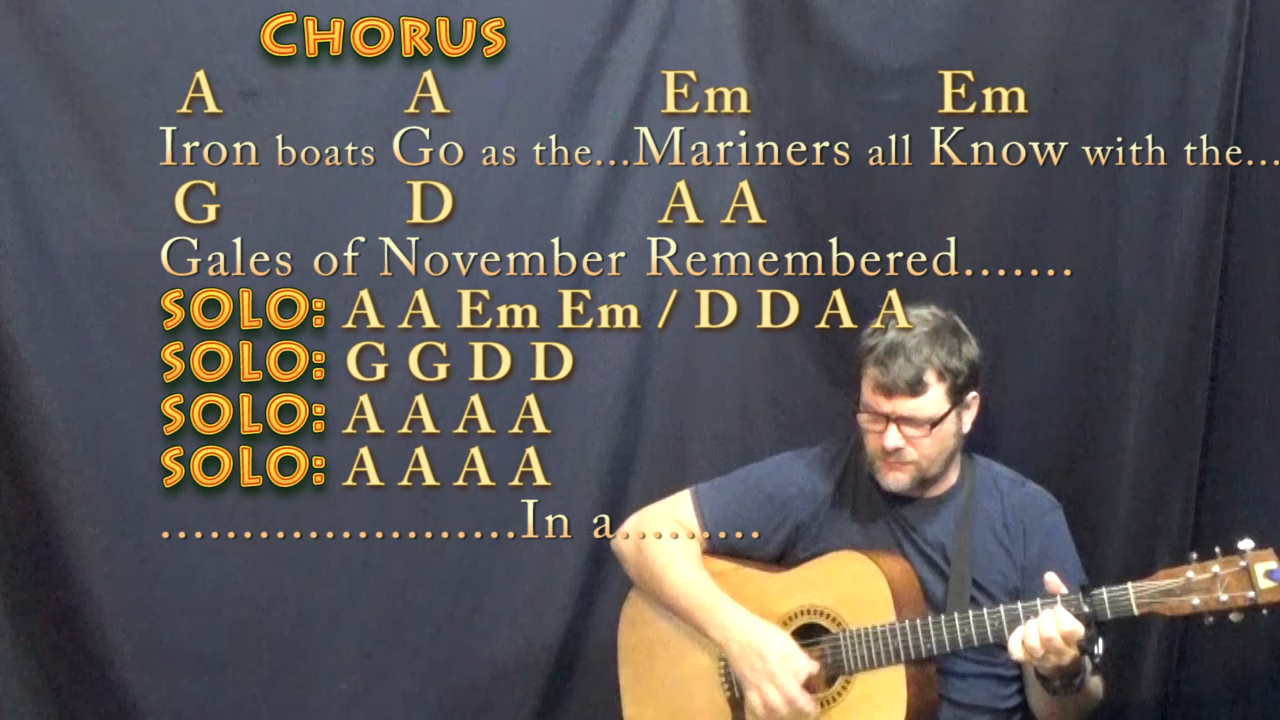 CHORUS
A A Em Em
Iron boats Go as the...Mariners all Know with the...
G D A A
Gales of November Remembered.......
SOLO: A A Em Em / D D A A
SOLO: G G D D
SOLO: A A A A
SOLO: A A A A
......................In a.........